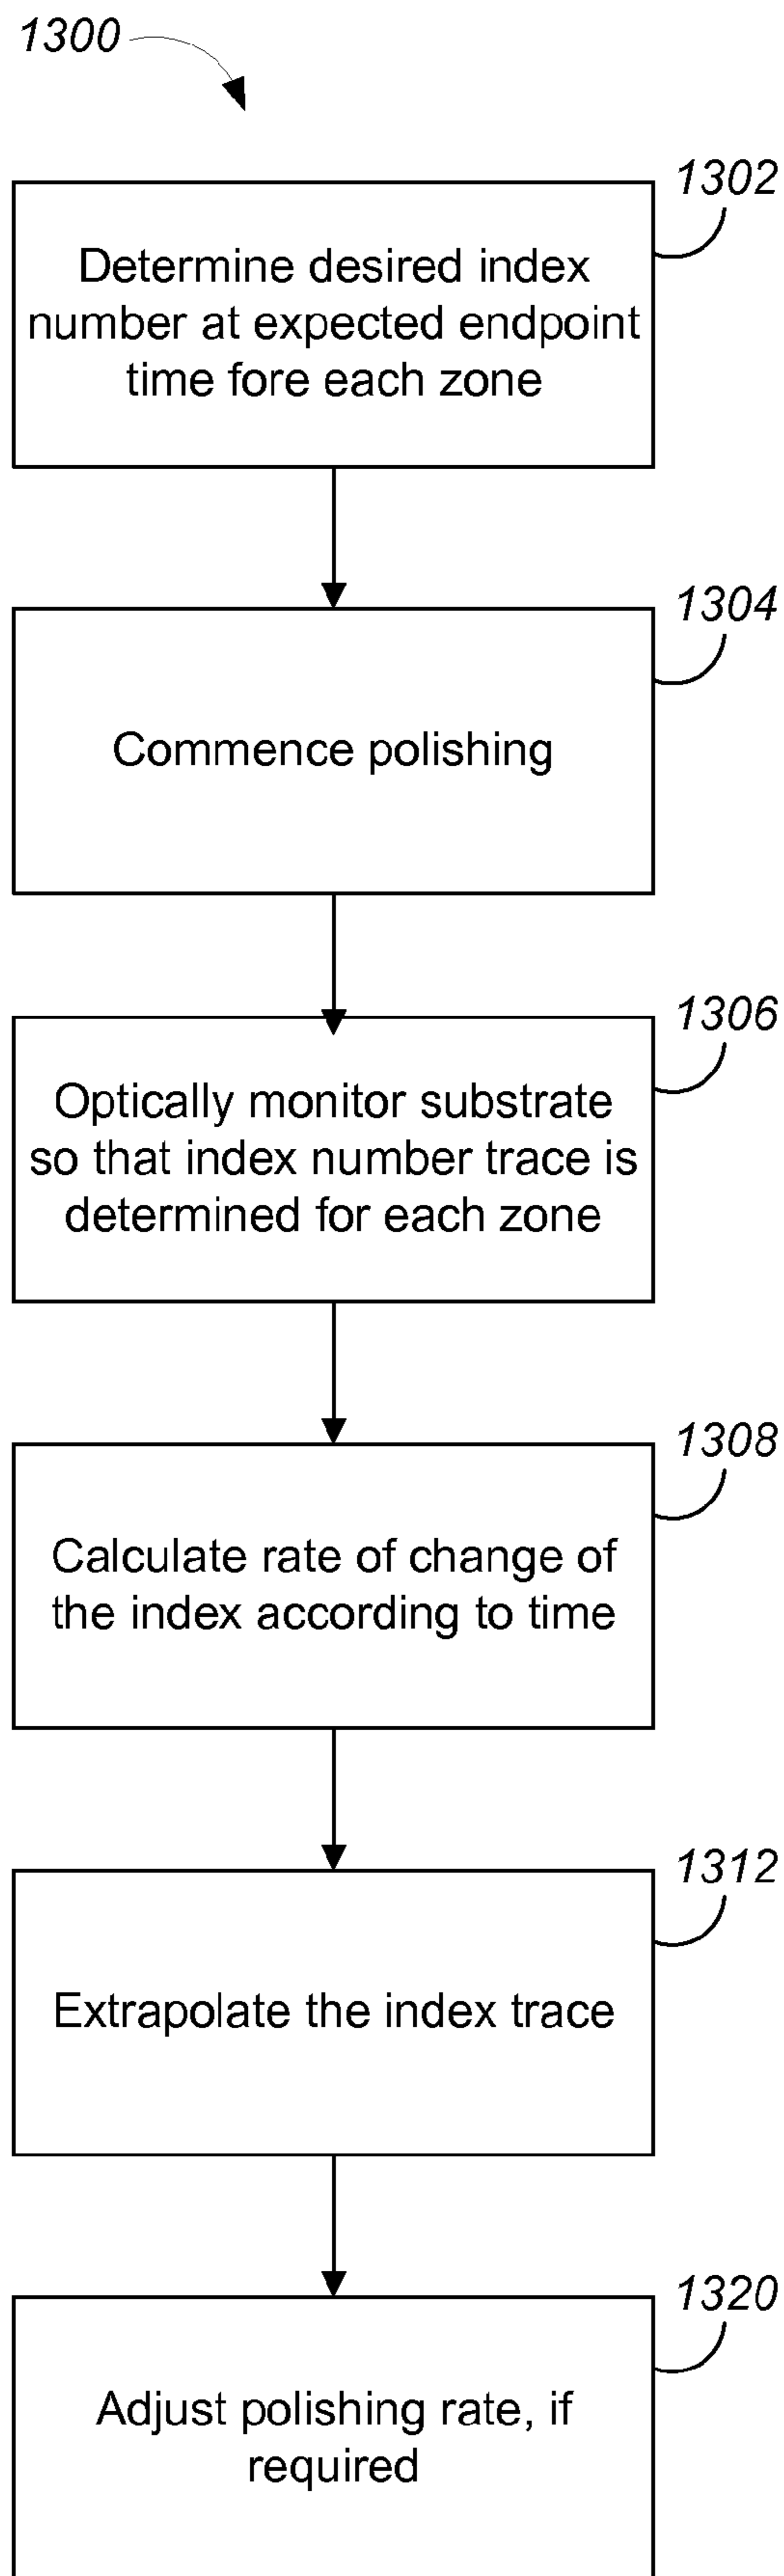 1300
1302
Determine desired index
number at expected endpoint
time fore each zone
1304
Commence polishing
1306
Optically monitor substrate
so that index number trace is
determined for each zone
1308
Calculate rate of change of
the index according to time
1312
Extrapolate the index trace
1320
Adjust polishing rate, if
required